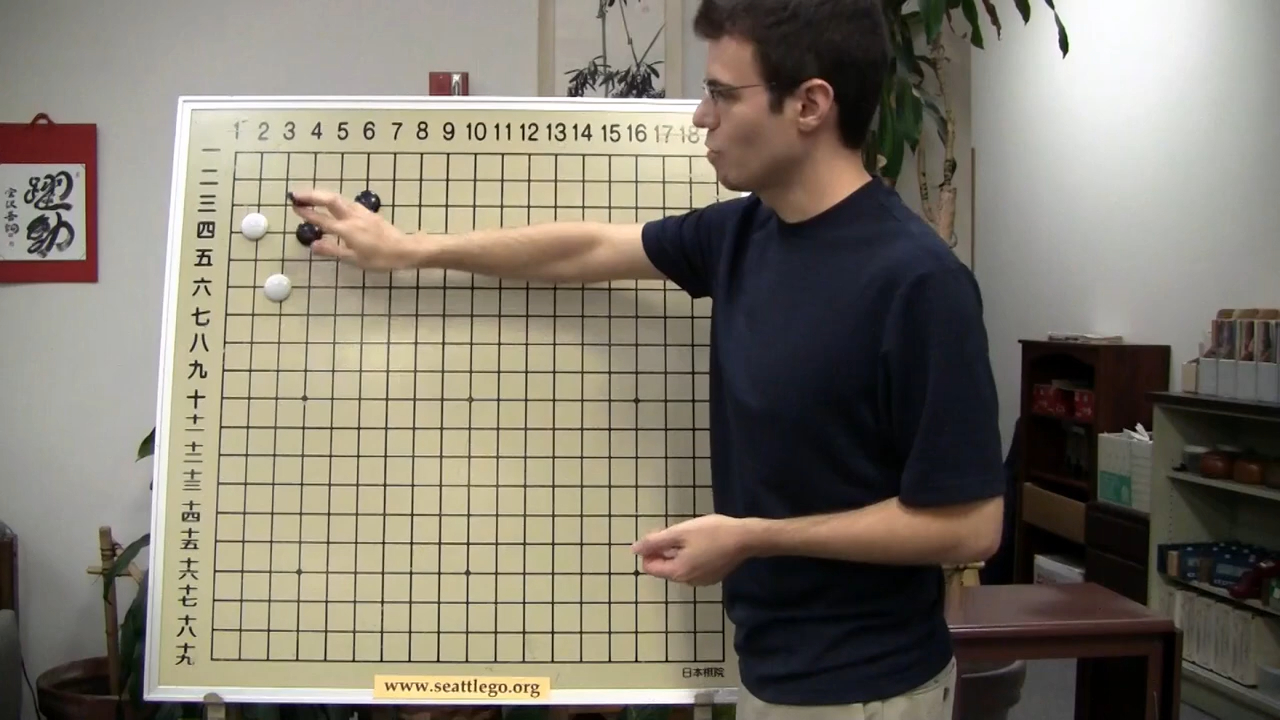 1 2 3 4 5 6 7 8 9 10 11 12 13 14 15 16 17 18
一
二
三
四
五
六
七
八
九
十
十一
十二
十三
十四
十五
十六
十七
十八
十九
日本棋院
www.seattlego.org